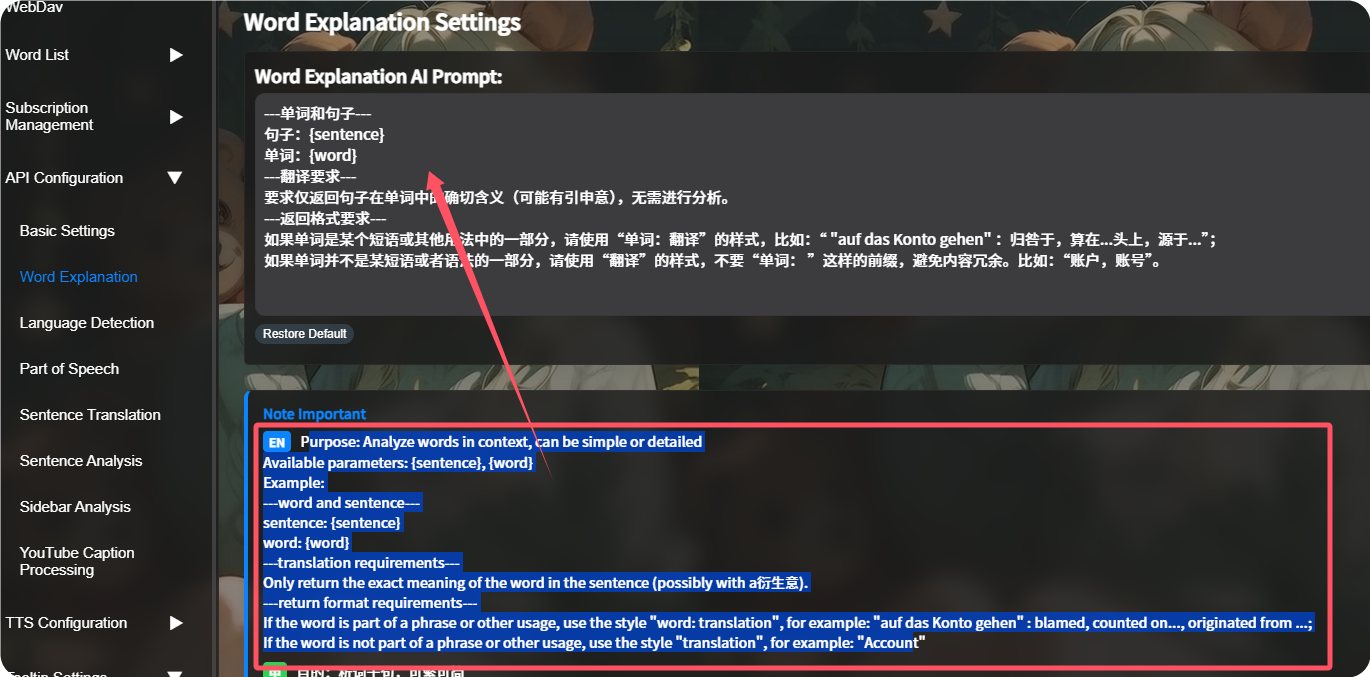 WebDav
Word List
Subscription
Management
API Configuration
Basic Settings
Word Explanation
Language Detection
Part of Speech
Sentence Translation
Sentence Analysis
Sidebar Analysis
YouTube Caption
Processing
TTS Configuration
Tooltip Settings
Word Explanation Settings
Word Explanation AI Prompt:
---单词和句子---
句子：{sentence}
单词：{word}
---翻译要求---
要求仅返回句子在单词中的确切含义（可能有引申意），无需进行分析。
---返回格式要求---
如果单词是某个短语或其他用法中的一部分，请使用“单词：翻译”的样式，比如：“ "auf das Konto gehen" ：归咎于，算在...头上，源于...”；
如果单词并不是某短语或者语法的一部分，请使用“翻译”的样式，不要“单词： ”这样的前缀，避免内容冗余。比如：“账户，账号”。
Restore Default
Note Important
EN Purpose: Analyze words in context, can be simple or detailed
Available parameters: {sentence}, {word}
Example:
---word and sentence---
sentence: {sentence}
word: {word}
---translation requirements---
Only return the exact meaning of the word in the sentence (possibly with a衍生意).
---return format requirements---
If the word is part of a phrase or other usage, use the style "word: translation", for example: "auf das Konto gehen" : blamed, counted on..., originated from ...;
If the word is not part of a phrase or other usage, use the style "translation", for example: "Account"